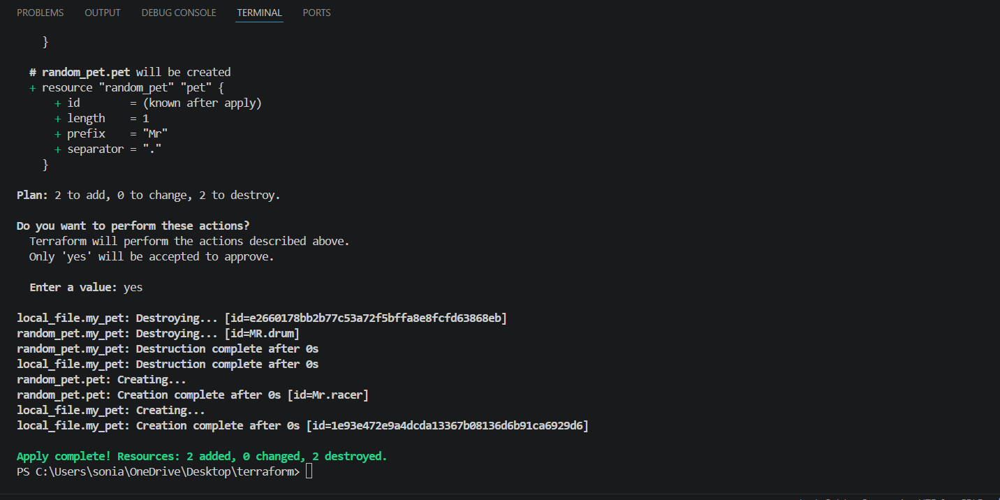 PROBLEMS OUTPUT DEBUG CONSOLE TERMINAL PORTS
}
# random_pet.pet will be created
+ resource "random_pet" "pet" {
+ id        = (known after apply)
+ length    = 1
+ prefix    = "Mr"
+ separator = "."
}
Plan: 2 to add, 0 to change, 2 to destroy.
Do you want to perform these actions?
Terraform will perform the actions described above.
Only 'yes' will be accepted to approve.
Enter a value: yes
local_file.my_pet: Destroying... [id=e2660178bb2b77c53a72f5bffa8e8fcfd63868eb]
random_pet.my_pet: Destroying... [id=MR.drum]
random_pet.my_pet: Destruction complete after 0s
local_file.my_pet: Destruction complete after 0s
random_pet.pet: Creating...
random_pet.pet: Creation complete after 0s [id=Mr.racer]
local_file.my_pet: Creating...
local_file.my_pet: Creation complete after 0s [id=1e93e472e9a4dcda13367b08136d6b91ca6929d6]
Apply complete! Resources: 2 added, 0 changed, 2 destroyed.
PS C:\Users\sonia\OneDrive\Desktop\terraform>